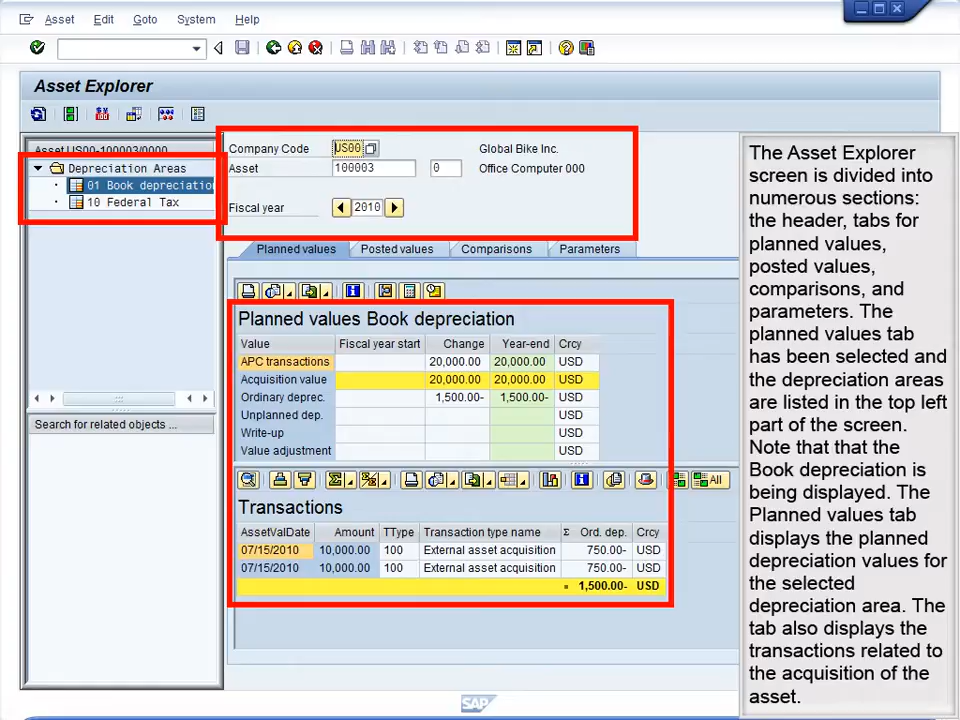 Asset Edit Goto System Help
Asset Explorer
Asset US00-100003/0000
Depreciation Areas
01 Book depreciation
10 Federal Tax
Search for related objects ...
Company Code US00 Global Bike Inc.
Asset 100003 0 Office Computer 000
Fiscal year 2010
Planned values Posted values Comparisons Parameters
Planned values Book depreciation
Value Fiscal year start Change Year-end Crcy
APC transactions 20,000.00 20,000.00 USD
Acquisition value 20,000.00 20,000.00 USD
Ordinary deprec. 1,500.00- 1,500.00- USD
Unplanned dep. USD
Write-up USD
Value adjustment USD
All
Transactions
AssetValDate Amount TType Transaction type name Σ Ord. dep. Crcy
07/15/2010 10,000.00 100 External asset acquisition 750.00- USD
07/15/2010 10,000.00 100 External asset acquisition 750.00- USD
1,500.00- USD
The Asset Explorer
screen is divided into
numerous sections:
the header, tabs for
planned values,
posted values,
comparisons, and
parameters. The
planned values tab
has been selected and
the depreciation areas
are listed in the top left
part of the screen.
Note that that the
Book depreciation is
being displayed. The
Planned values tab
displays the planned
depreciation values for
the selected
depreciation area. The
tab also displays the
transactions related to
the acquisition of the
asset.
SAP